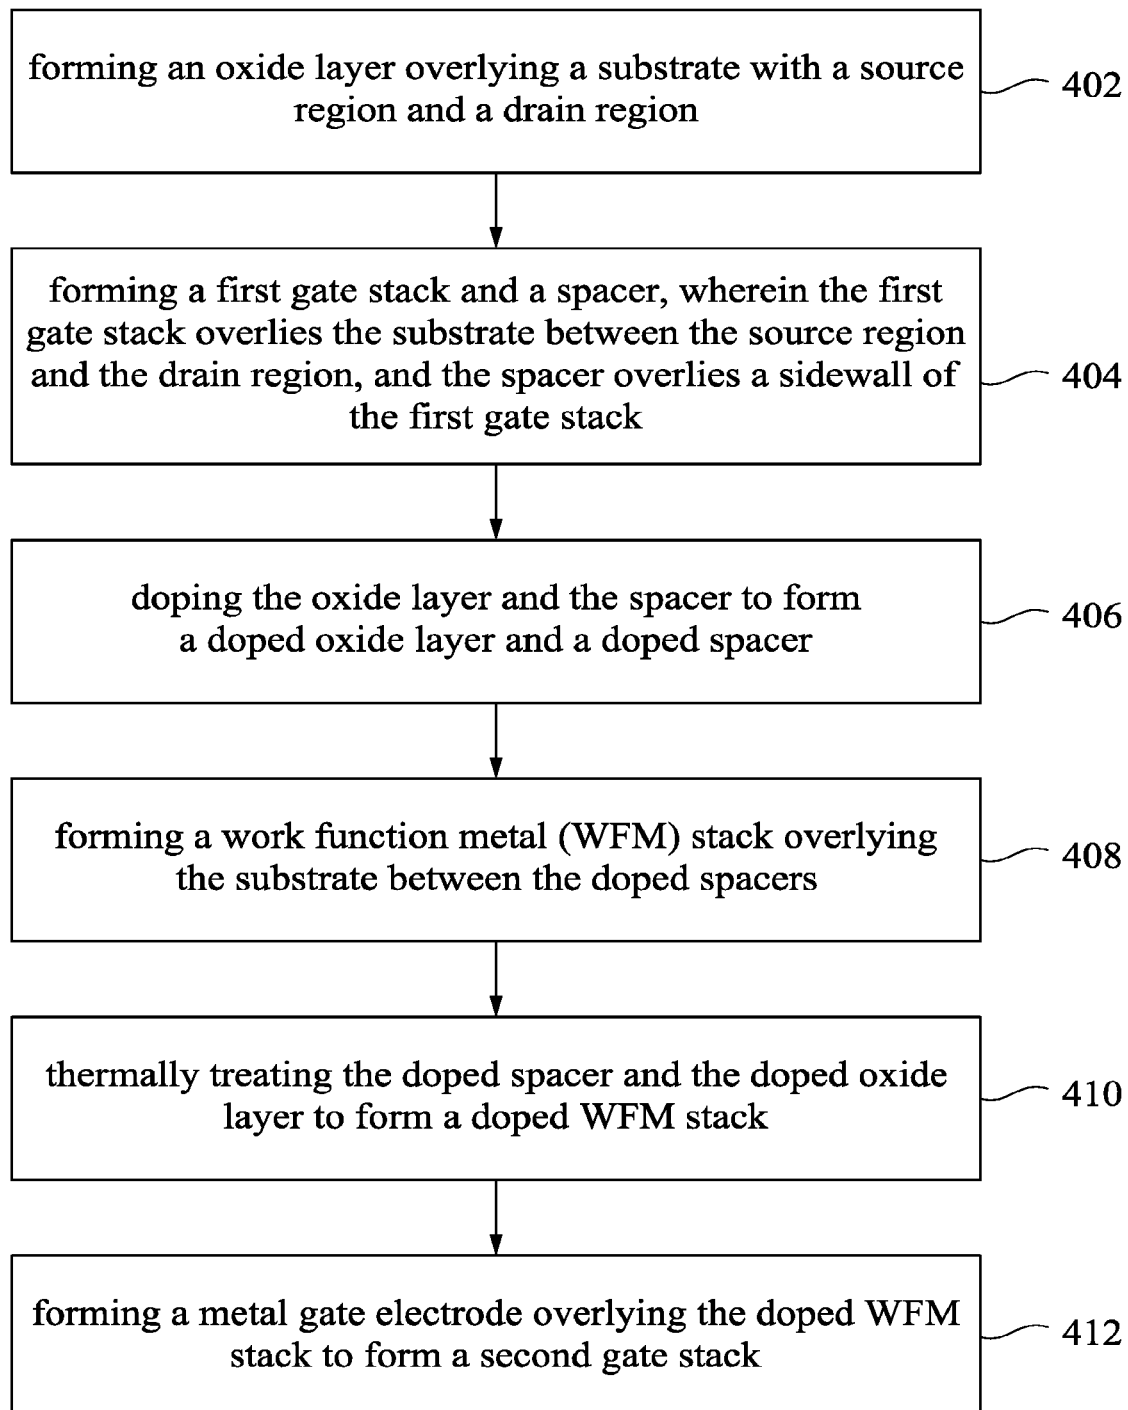 forming an oxide layer overlying a substrate with a source
region and a drain region
402
forming a first gate stack and a spacer, wherein the first
gate stack overlies the substrate between the source region
and the drain region, and the spacer overlies a sidewall of
the first gate stack
404
doping the oxide layer and the spacer to form
a doped oxide layer and a doped spacer
406
forming a work function metal (WFM) stack overlying
the substrate between the doped spacers
408
thermally treating the doped spacer and the doped oxide
layer to form a doped WFM stack
410
forming a metal gate electrode overlying the doped WFM
stack to form a second gate stack
412